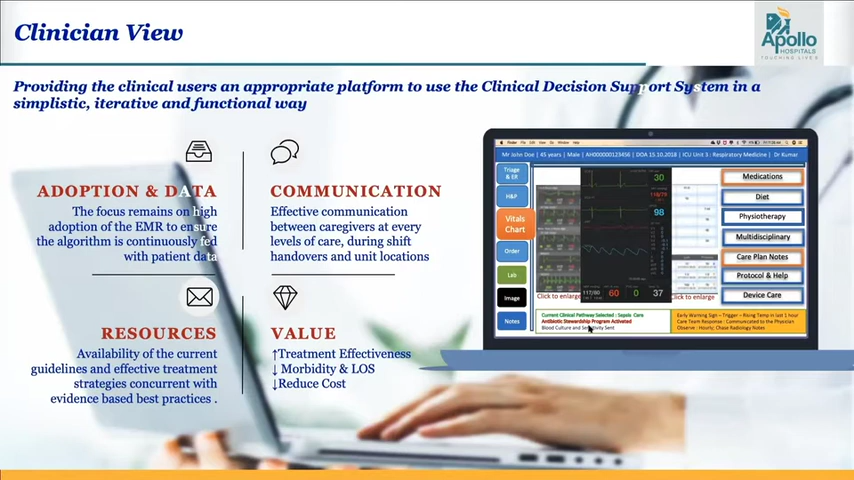 Clinician View
Apollo
HOSPITALS
TOUCHING LIVES
Providing the clinical users an appropriate platform to use the Clinical Decision Support System in a
simplistic, iterative and functional way
ADOPTION & DATA
The focus remains on high
adoption of the EMR to ensure
the algorithm is continuously fed
with patient data
COMMUNICATION
Effective communication
between caregivers at every
levels of care, during shift
handovers and unit locations
RESOURCES
Availability of the current
guidelines and effective treatment
strategies concurrent with
evidence based best practices .
VALUE
↑Treatment Effectiveness
↓ Morbidity & LOS
↓Reduce Cost
Mr John Doe | 45 years | Male | AH000000123456 | DOA 15.10.2018 | ICU Unit 3 : Respiratory Medicine | Dr Kumar
Triage
& ER
H&P
Vitals
Chart
Order
Lab
Image
Notes
30
98
117/80
60
0
37
Click to enlarge
Click to enlarge
Medications
Diet
Physiotherapy
Multidisciplinary
Care Plan Notes
Protocol & Help
Device Care
Current Clinical Pathway Selected : Sepsis Care
Antibiotic Stewardship Program Activated
Blood Culture and Sensitivity Sent
Early Warning Sign – Trigger – Rising Temp in last 1 hour
Care Team Response : Communicated to the Physician
Observe : Hourly; Chase Radiology Notes